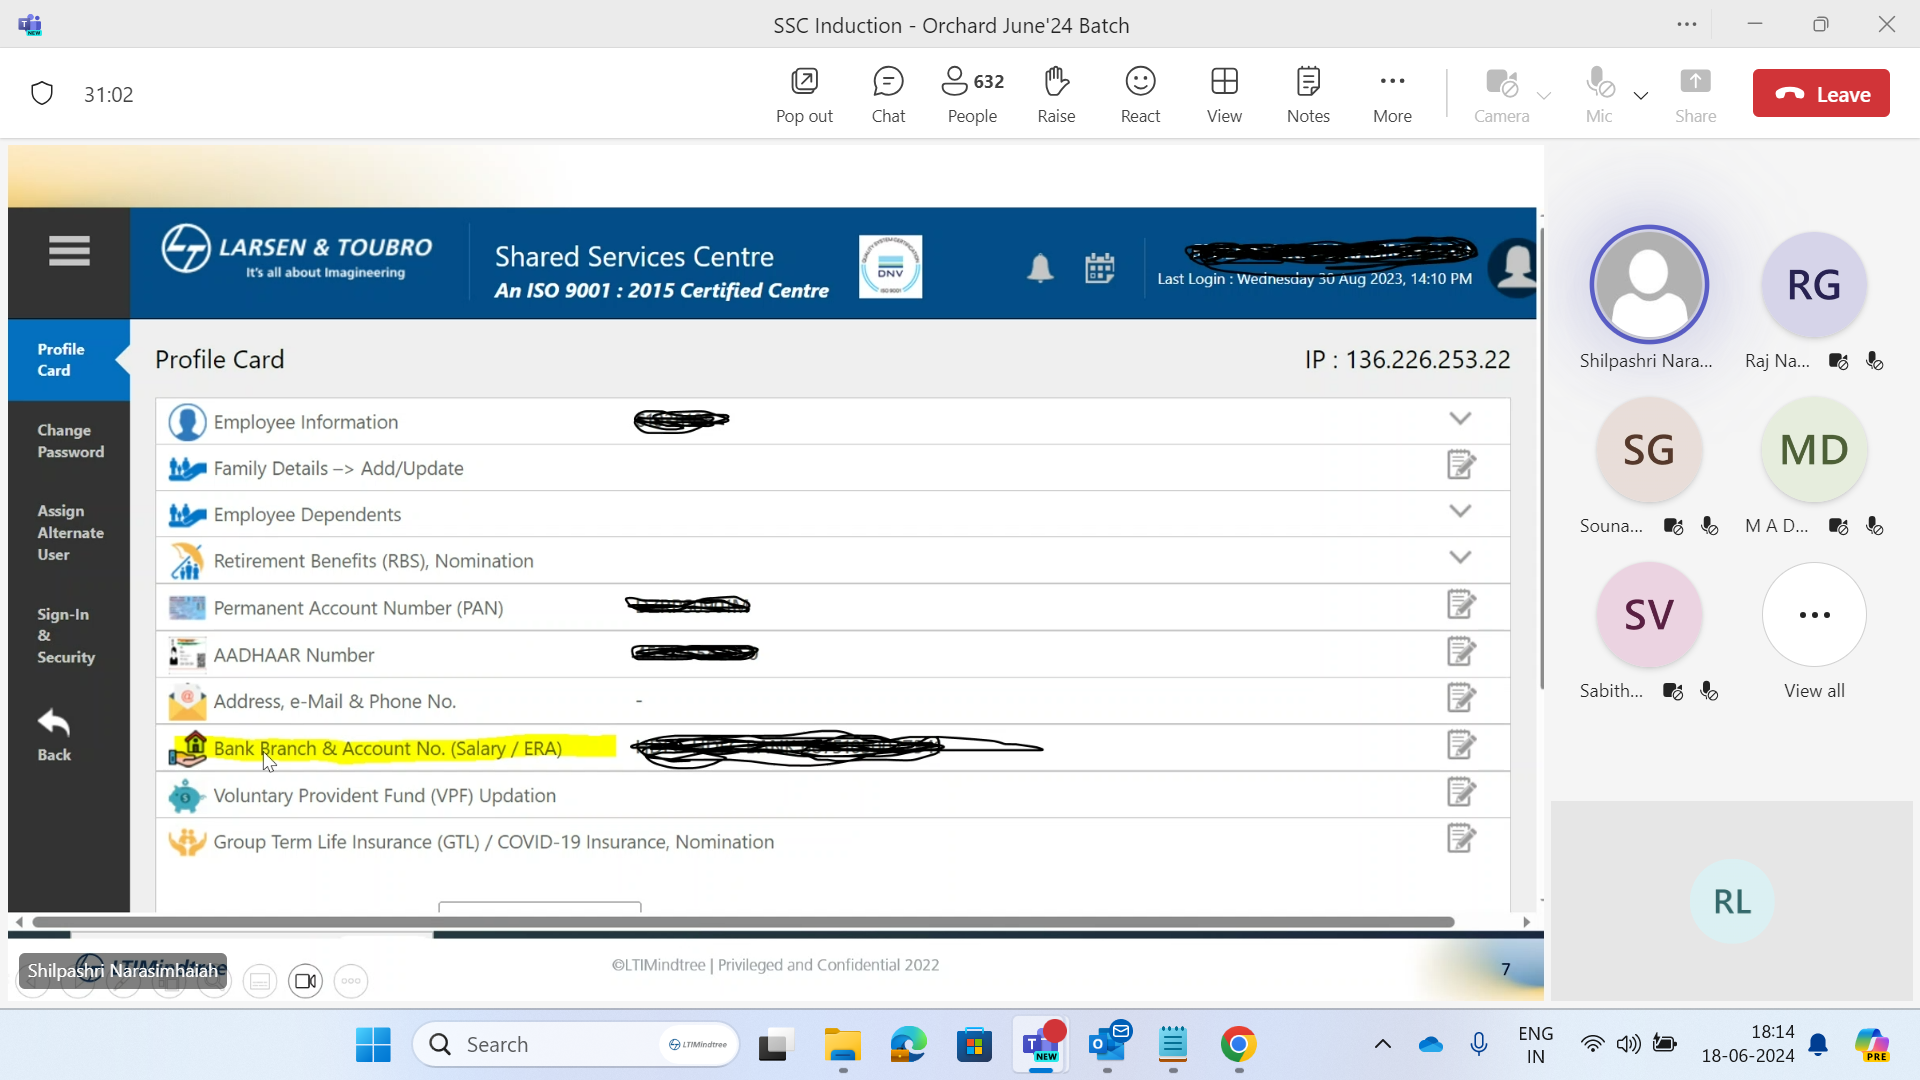 SSC Induction - Orchard June'24 Batch
31:02
Pop out
Chat
632
People
Raise
React
View
Notes
More
Camera
Mic
Share
Leave
LARSEN & TOUBRO
It's all about Imagineering
Shared Services Centre
An ISO 9001 : 2015 Certified Centre
DNV
Last Login : Wednesday 30 Aug 2023, 14:10 PM
Profile
Card
Change
Password
Assign
Alternate
User
Sign-In
&
Security
Back
Profile Card
IP : 136.226.253.22
Employee Information
Family Details –> Add/Update
Employee Dependents
Retirement Benefits (RBS), Nomination
Permanent Account Number (PAN)
AADHAAR Number
Address, e-Mail & Phone No. -
Bank Branch & Account No. (Salary / ERA)
Voluntary Provident Fund (VPF) Updation
Group Term Life Insurance (GTL) / COVID-19 Insurance, Nomination
Shilpashri Narasimhaiah
©LTIMindtree | Privileged and Confidential 2022
7
Shilpashri Nara...
RG
Raj Na...
SG
Souna...
MD
M A D...
SV
Sabith...
View all
RL
Search
LTIMindtree
NEW
ENG
IN
18:14
18-06-2024
PRE